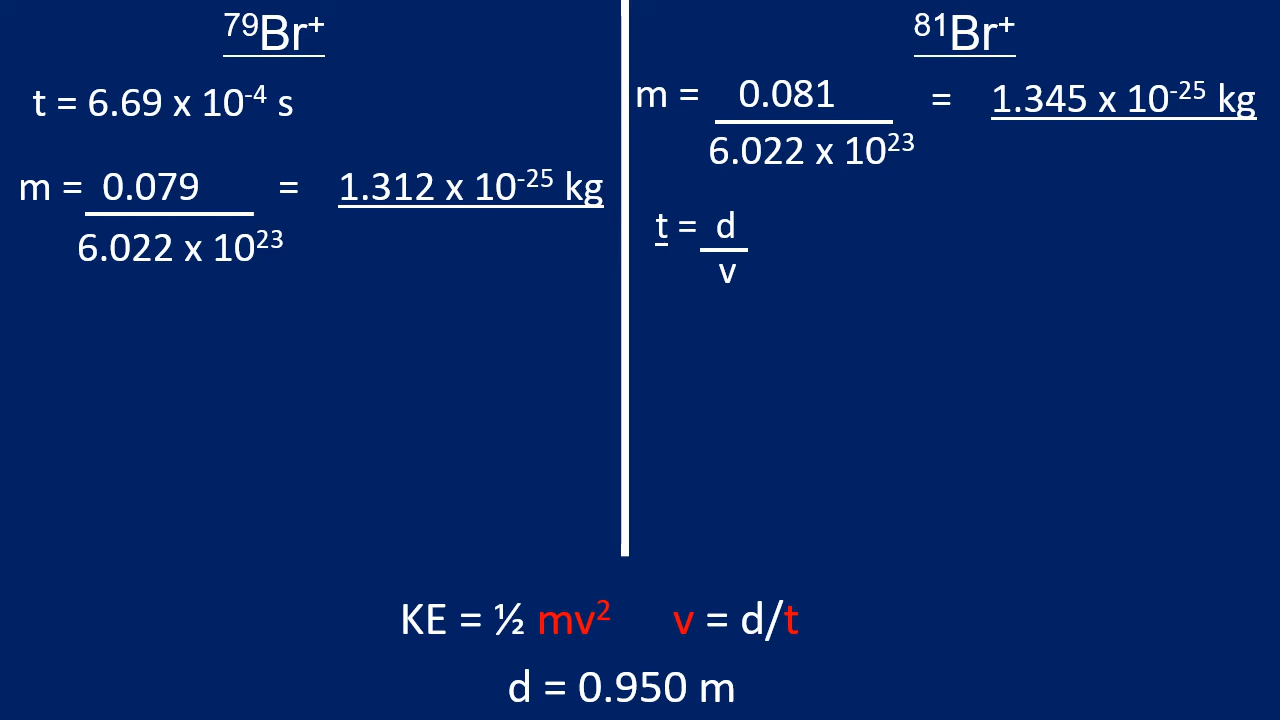 ⁷⁹Br⁺
t = 6.69 x 10⁻⁴ s
m = 0.079 = 1.312 x 10⁻²⁵ kg
6.022 x 10²³
⁸¹Br⁺
m = 0.081 = 1.345 x 10⁻²⁵ kg
6.022 x 10²³
t = d
v
KE = ½ mv² v = d/t
d = 0.950 m